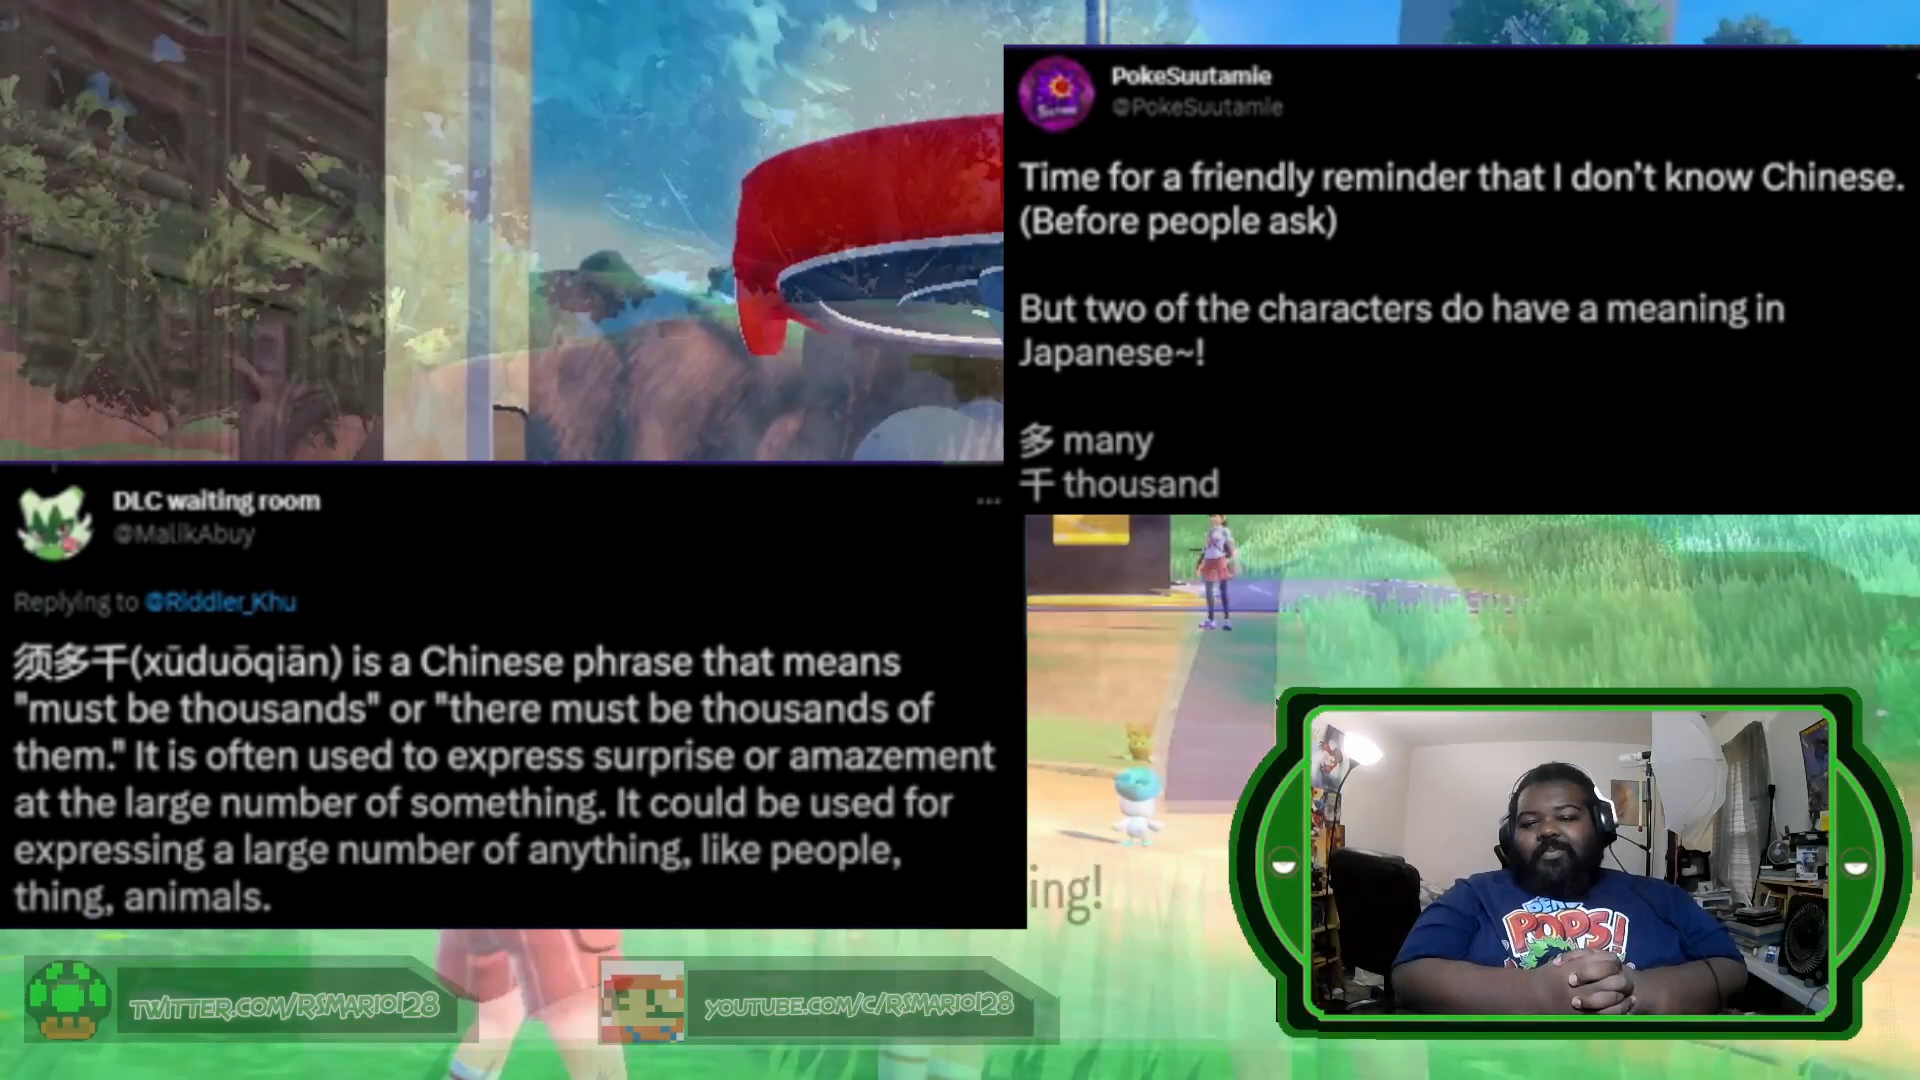 PokeSuutamie
@PokeSuutamie
Time for a friendly reminder that I don't know Chinese.
(Before people ask)
But two of the characters do have a meaning in
Japanese~!
多 many
千 thousand
DLC waiting room
@MalikAbuy
Replying to @Riddler_Khu
须多千(xūduōqiān) is a Chinese phrase that means
"must be thousands" or "there must be thousands of
them." It is often used to express surprise or amazement
at the large number of something. It could be used for
expressing a large number of anything, like people,
thing, animals.
ing!
POPS!
TWITTER.COM/RSMARIO128
YOUTUBE.COM/C/RSMARIO128